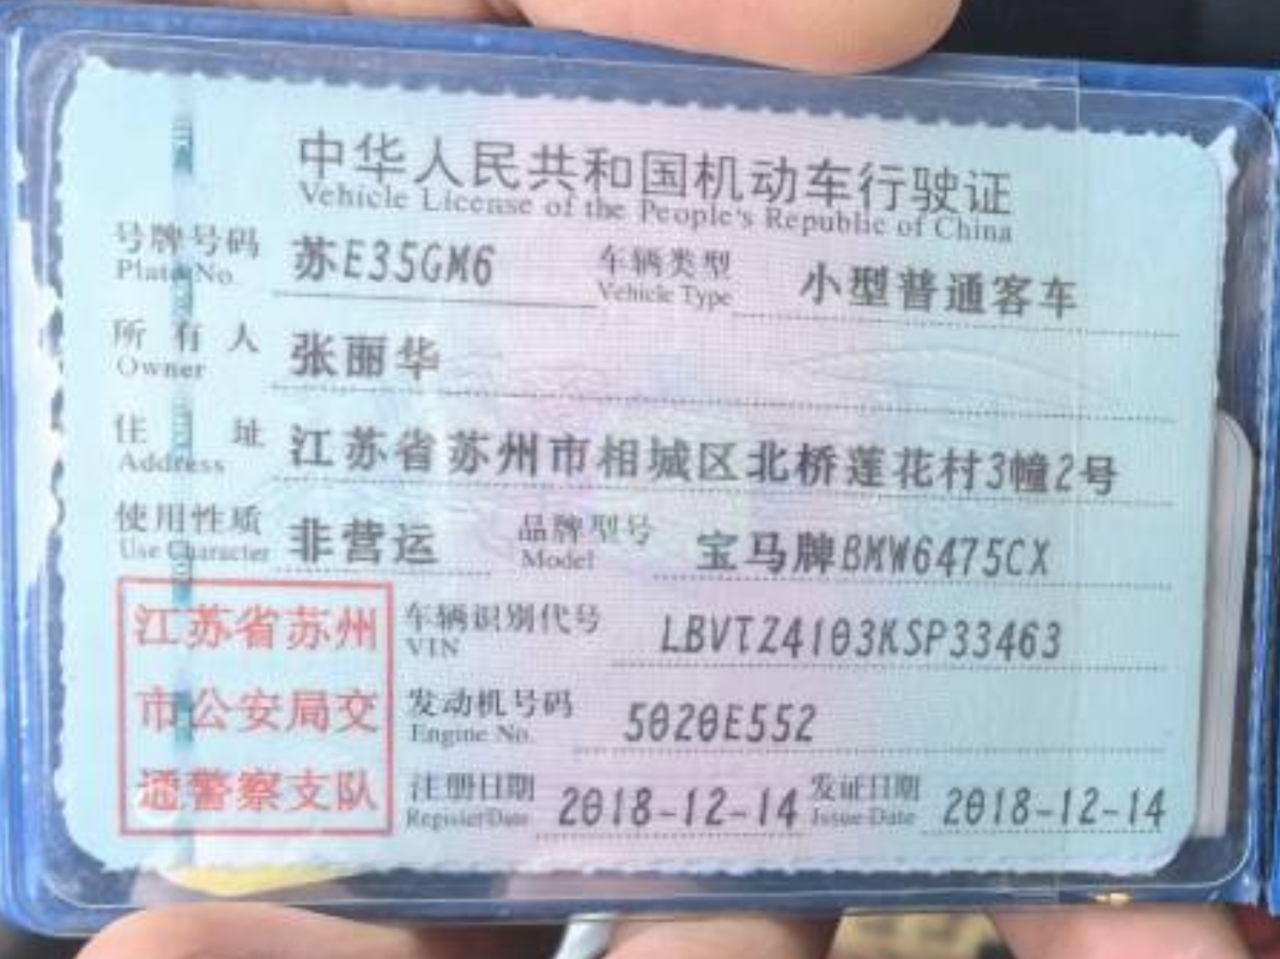 中华人民共和国机动车行驶证
Vehicle License of the People's Republic of China
号牌号码 苏E35GM6 车辆类型 小型普通客车
Plate No. Vehicle Type
所有人 张丽华
Owner
住址 江苏省苏州市相城区北桥莲花村3幢2号
Address
使用性质 非营运 品牌型号 宝马牌BMW6475CX
Use Character Model
江苏省苏州
市公安局交
通警察支队
车辆识别代号 LBVTZ4103KSP33463
VIN
发动机号码 5020E552
Engine No.
注册日期 2018-12-14 发证日期 2018-12-14
Register Date Issue Date